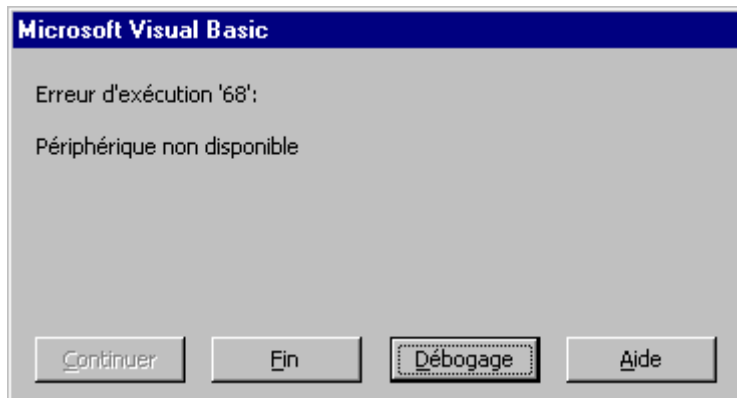 Microsoft Visual Basic
Erreur d'exécution '68':
Périphérique non disponible
Continuer Fin Débogage Aide